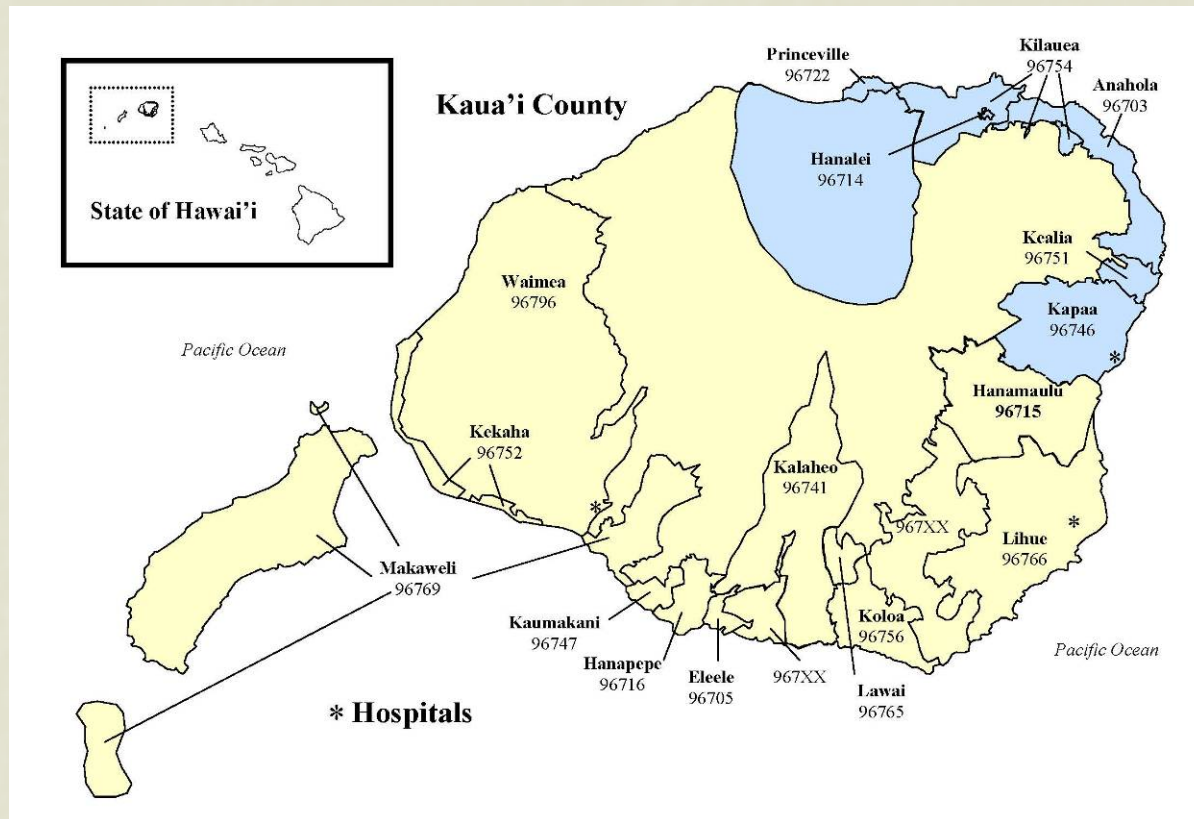 Kaua'i County
State of Hawai'i
Princeville
96722
Kilauea
96754
Anahola
96703
Hanalei
96714
Kealia
96751
Waimea
96796
Kapaa
96746
*
Pacific Ocean
Hanamaulu
96715
Kekaha
96752
Kalaheo
96741
*
967XX
Lihue
96766
*
Makaweli
96769
Kaumakani
96747
Koloa
96756
Hanapepe
96716
Eleele
96705
967XX
Lawai
96765
Pacific Ocean
* Hospitals